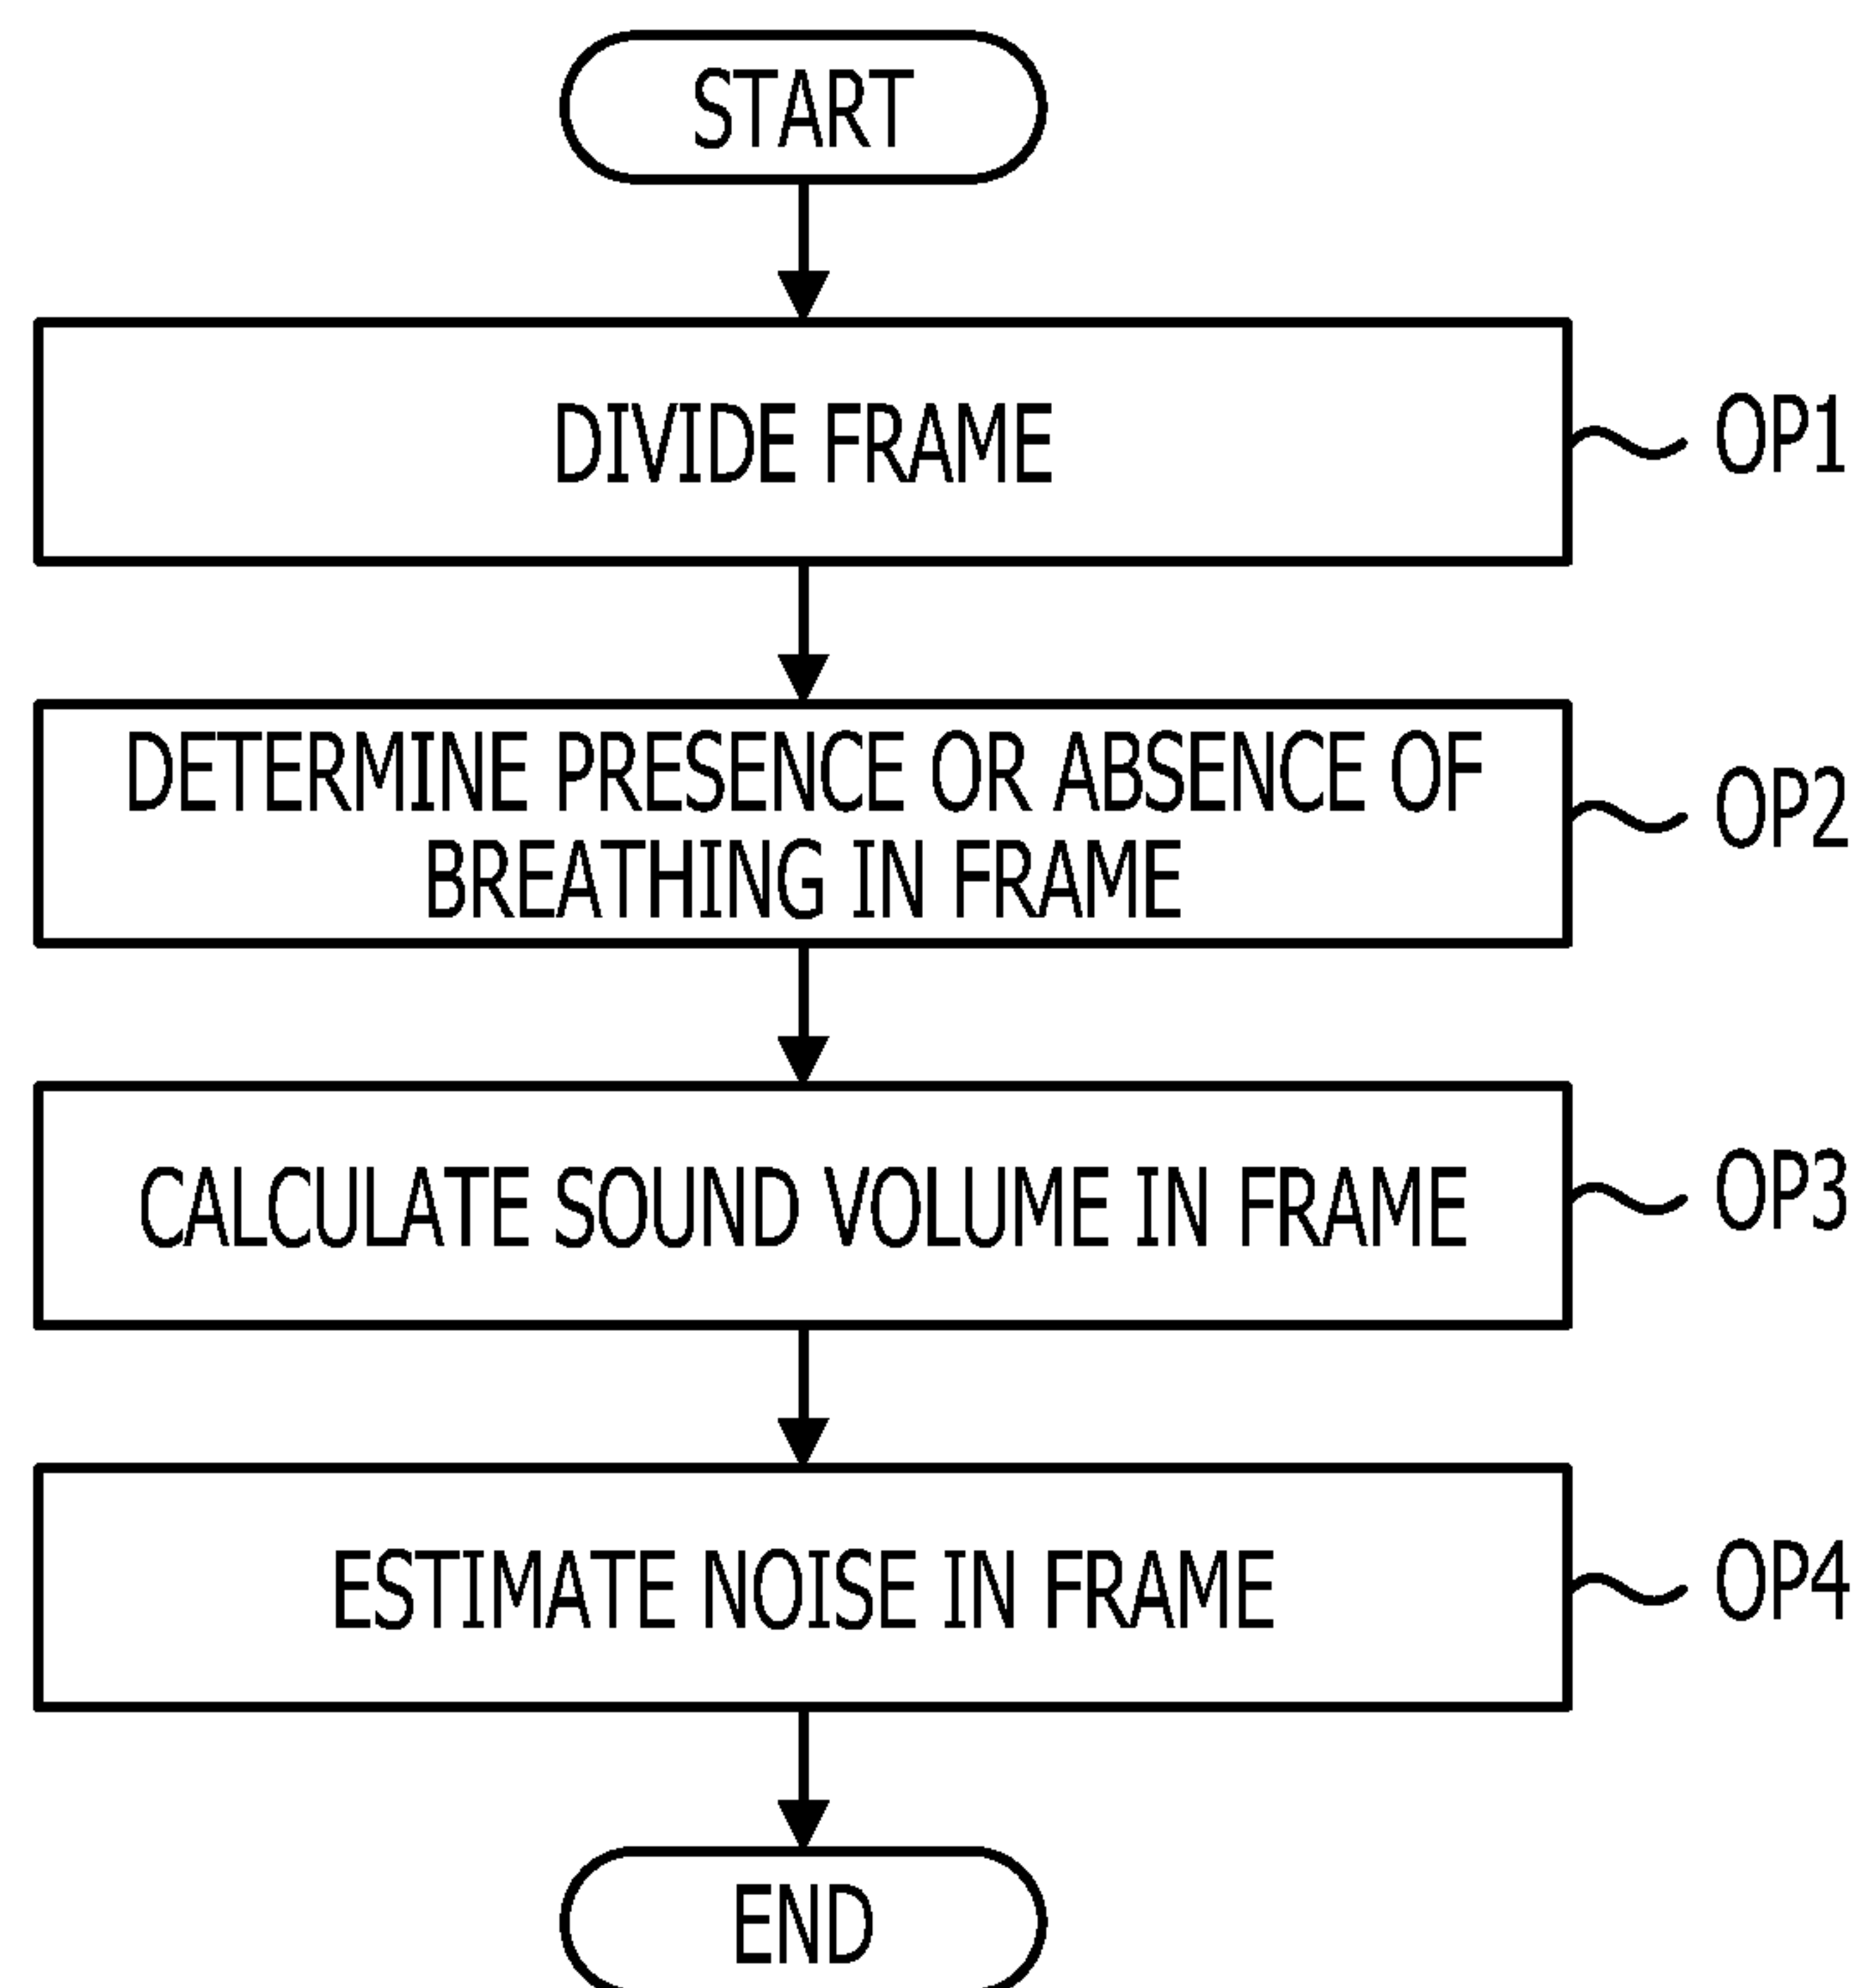 START
DIVIDE FRAME
OP1
DETERMINE PRESENCE OR ABSENCE OF
BREATHING IN FRAME
OP2
CALCULATE SOUND VOLUME IN FRAME
OP3
ESTIMATE NOISE IN FRAME
OP4
END